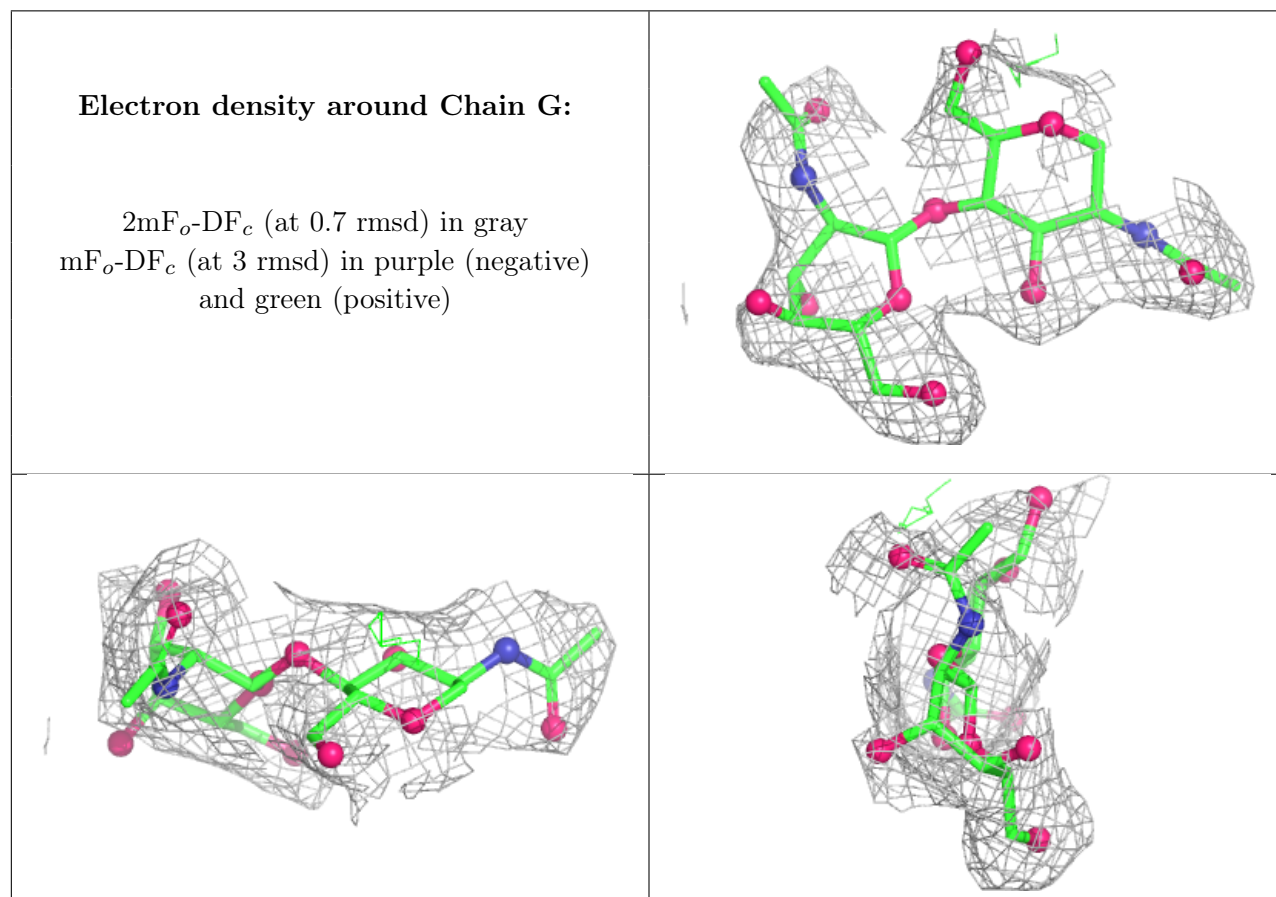 Electron density around Chain G:
2mFo-DFc (at 0.7 rmsd) in gray
mFo-DFc (at 3 rmsd) in purple (negative)
and green (positive)